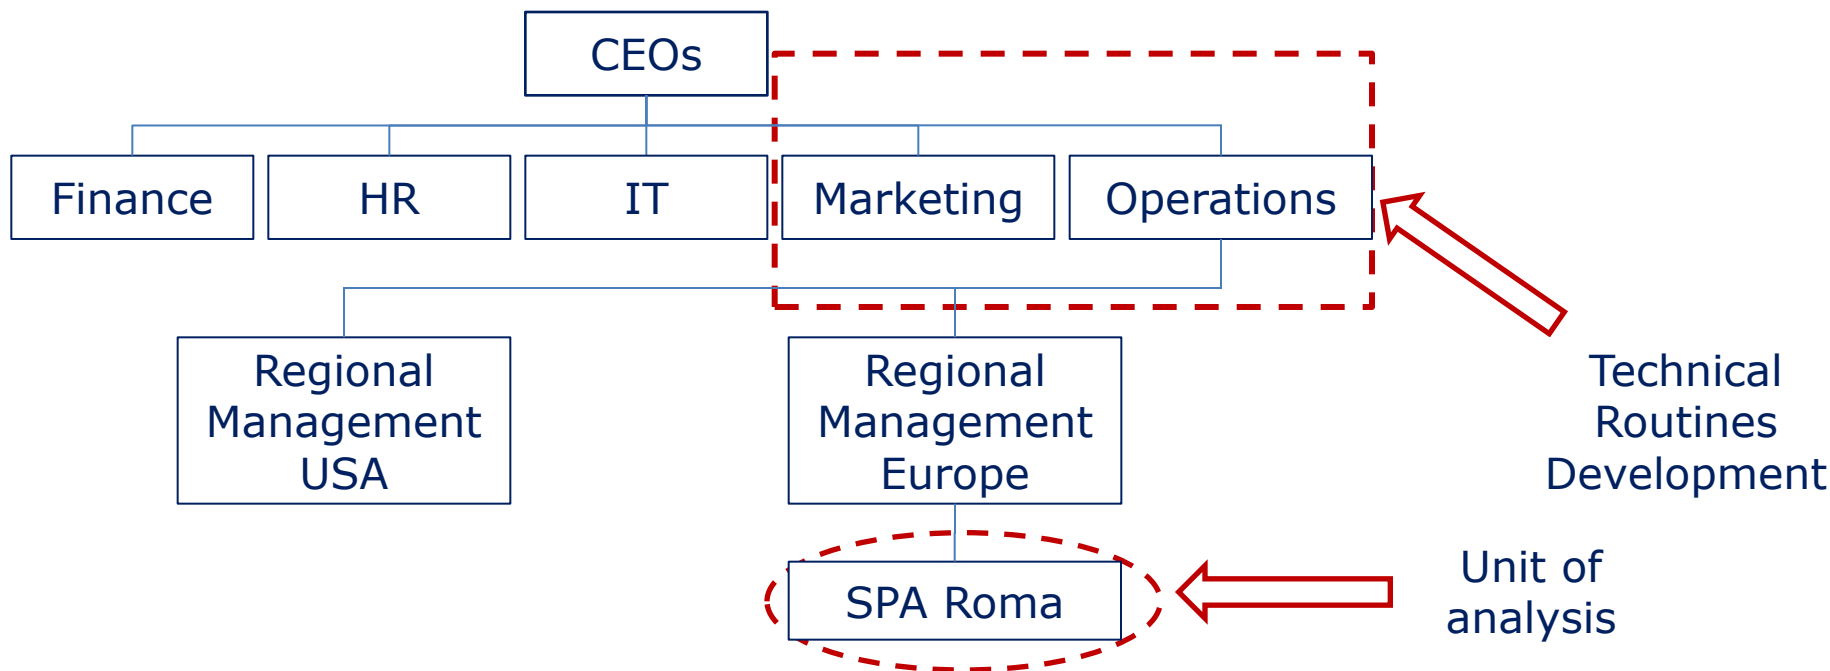 CEOs
Finance
HR
IT
Marketing
Operations
Regional
Management
USA
Regional
Management
Europe
Technical
Routines
Development
SPA Roma
Unit of
analysis